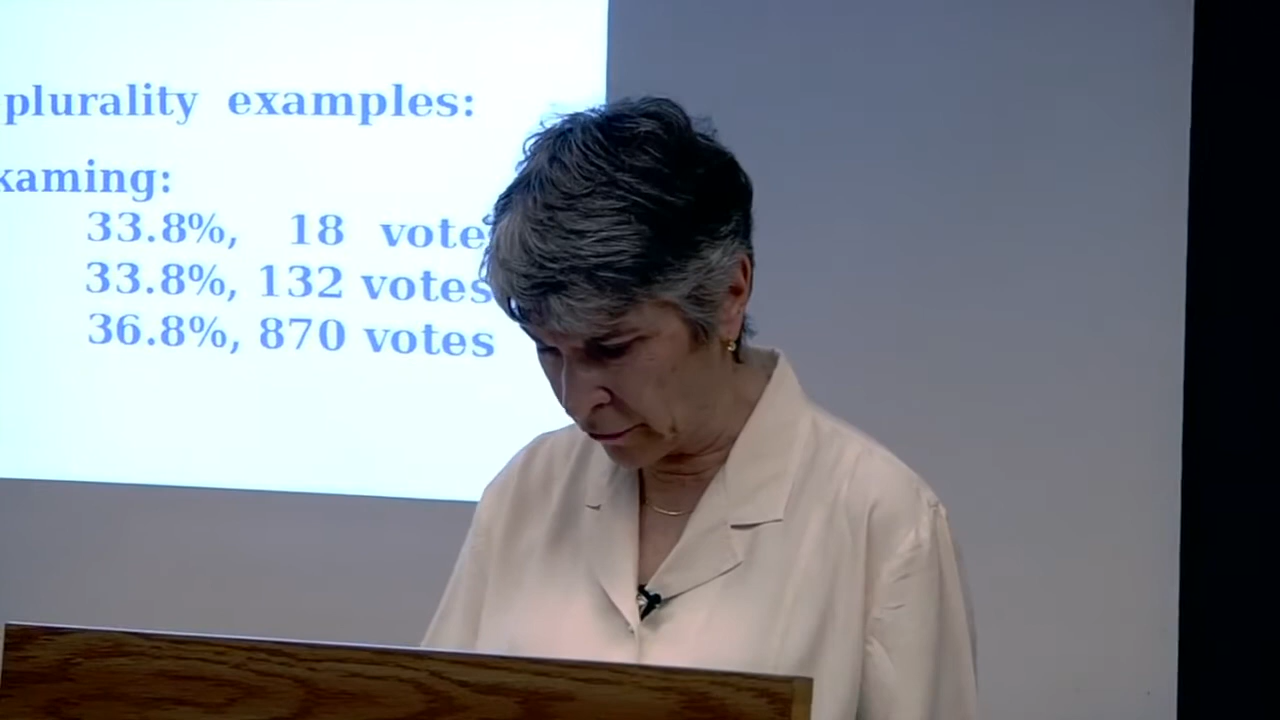 plurality examples:
kaming:
33.8%, 18 vote
33.8%, 132 votes
36.8%, 870 votes